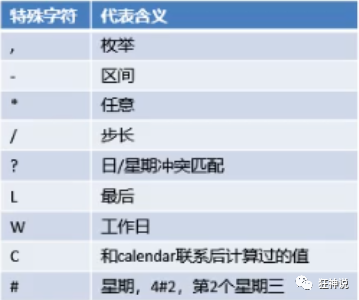 特殊字符 代表含义
, 枚举
- 区间
* 任意
/ 步长
? 日/星期冲突匹配
L 最后
W 工作日
C 和calendar联系后计算过的值
# 星期，4#2，第2个星期三
狂神说